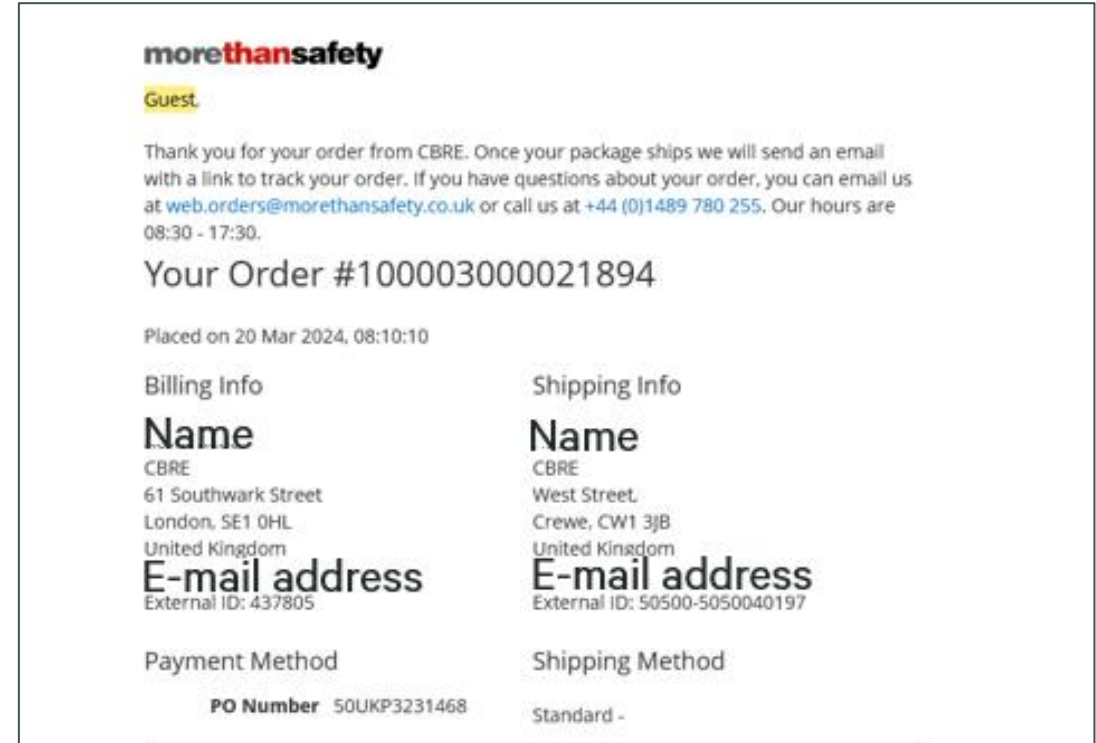 morethansafety
Guest,
Thank you for your order from CBRE. Once your package ships we will send an email
with a link to track your order. If you have questions about your order, you can email us
at web.orders@morethansafety.co.uk or call us at +44 (0)1489 780 255. Our hours are
08:30 - 17:30.
Your Order #100003000021894
Placed on 20 Mar 2024, 08:10:10
Billing Info
Name
CBRE
61 Southwark Street
London, SE1 0HL
United Kingdom
E-mail address
External ID: 437805
Shipping Info
Name
CBRE
West Street,
Crewe, CW1 3JB
United Kingdom
E-mail address
External ID: 50500-5050040197
Payment Method
PO Number 50UKP3231468
Shipping Method
Standard -